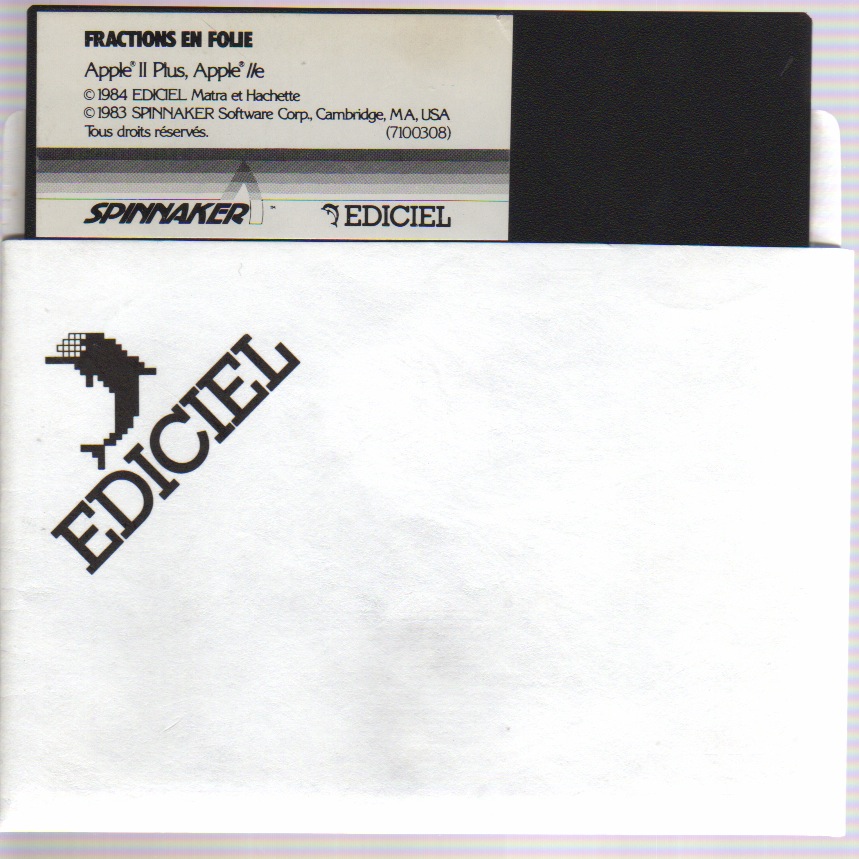 FRACTIONS EN FOLIE
Apple® II Plus, Apple® //e
© 1984 EDICIEL Matra et Hachette
© 1983 SPINNAKER Software Corp., Cambridge, MA, USA
Tous droits réservés. (7100308)
SPINNAKER™ EDICIEL
EDICIEL